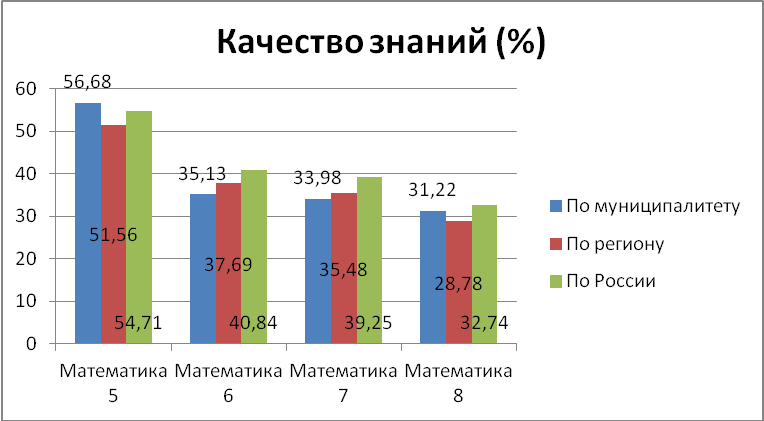 Качество знаний (%)
56,68
35,13
33,98
31,22
60
50
40
30
20
10
0
51,56
37,69
35,48
28,78
54,71
40,84
39,25
32,74
Математика
5
Математика
6
Математика
7
Математика
8
По муниципалитету
По региону
По России